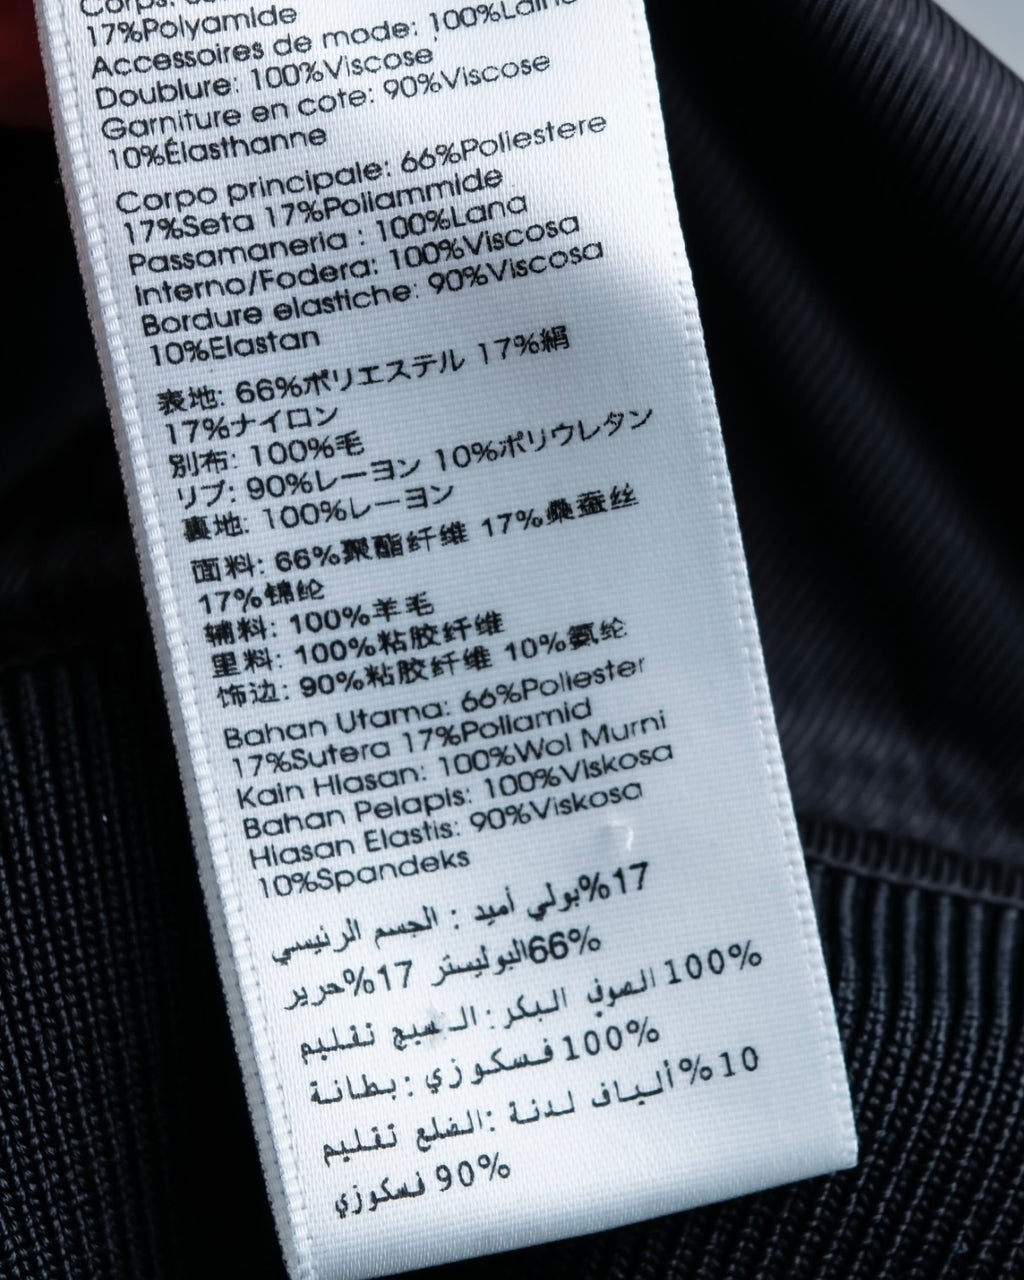 Corps:
17%Polyamide
Accessoires de mode: 100%Laine
Doublure: 100%Viscose
Garniture en cote: 90%Viscose
10%Élasthanne
Corpo principale: 66%Poliestere
17%Seta 17%Poliammide
Passamaneria : 100%Lana
Interno/Fodera: 100%Viscosa
Bordure elastiche: 90%Viscosa
10%Elastan
表地: 66%ポリエステル 17%絹
17%ナイロン
別布: 100%毛
リブ: 90%レーヨン 10%ポリウレタン
裏地: 100%レーヨン
面料: 66%聚酯纤维 17%桑蚕丝
17%锦纶
辅料: 100%羊毛
里料: 100%粘胶纤维
饰边: 90%粘胶纤维 10%氨纶
Bahan Utama: 66%Poliester
17%Sutera 17%Poliamid
Kain Hiasan: 100%Wol Murni
Bahan Pelapis: 100%Viskosa
Hiasan Elastis: 90%Viskosa
10%Spandeks
17%بولي أميد : الجسم الرئيسي
66%البوليستر 17%حرير
100% الصوف البكر: تقليم
100% فسكوزي : بطانة
10%ألياف لدنة :الضلع تقليم
90% فسكوزي